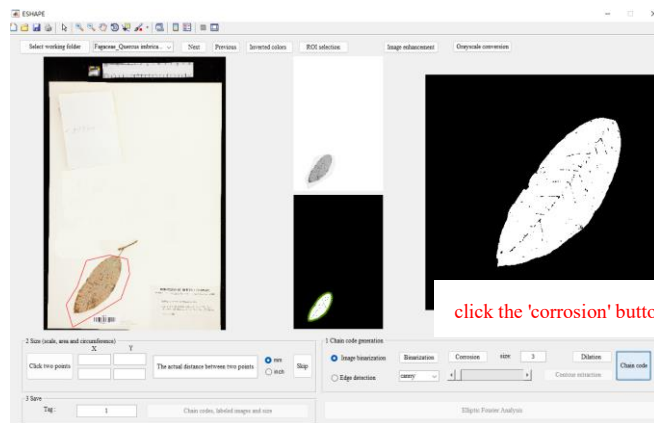 ESHAPE
Select working folder
Fagaceae_Quercus imbrica...
Next
Previous
Inverted colors
ROI selection
Image enhancement
Grayscale conversion
click the 'corrosion' butto
2 Size (scale, area and circumference)
X Y
Click two points
The actual distance between two points
mm
inch
Skip
1 Chain code generation
Image binarization
Binarization
Corrosion
size
3
Dilation
Chain code
Edge detection
canny
Contour extraction
3 Save
Tag :
1
Chain codes, labeled images and size
Elliptic Fourier Analysis